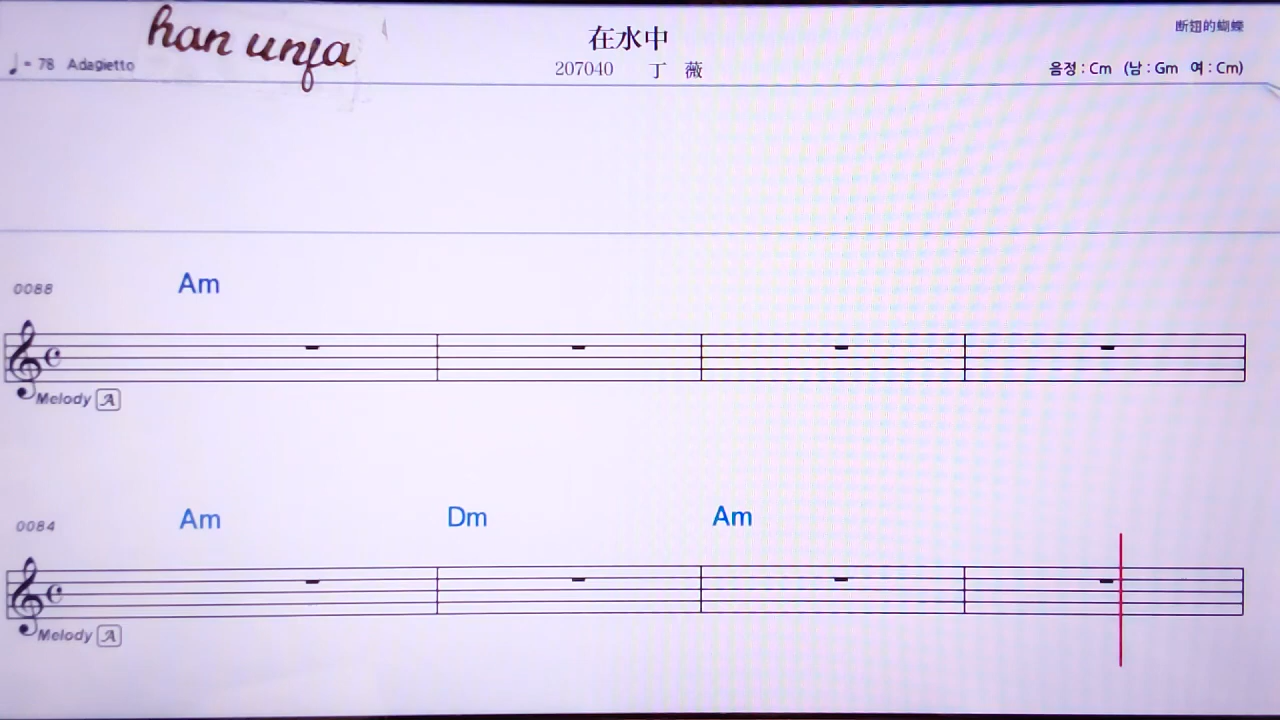 han unfa
在水中
断翅的蝴蝶
♩= 78 Adagietto
207040 丁 薇
음정 : Cm (남 : Gm 여 : Cm)
0088 Am
Melody A
0084 Am Dm Am
Melody A